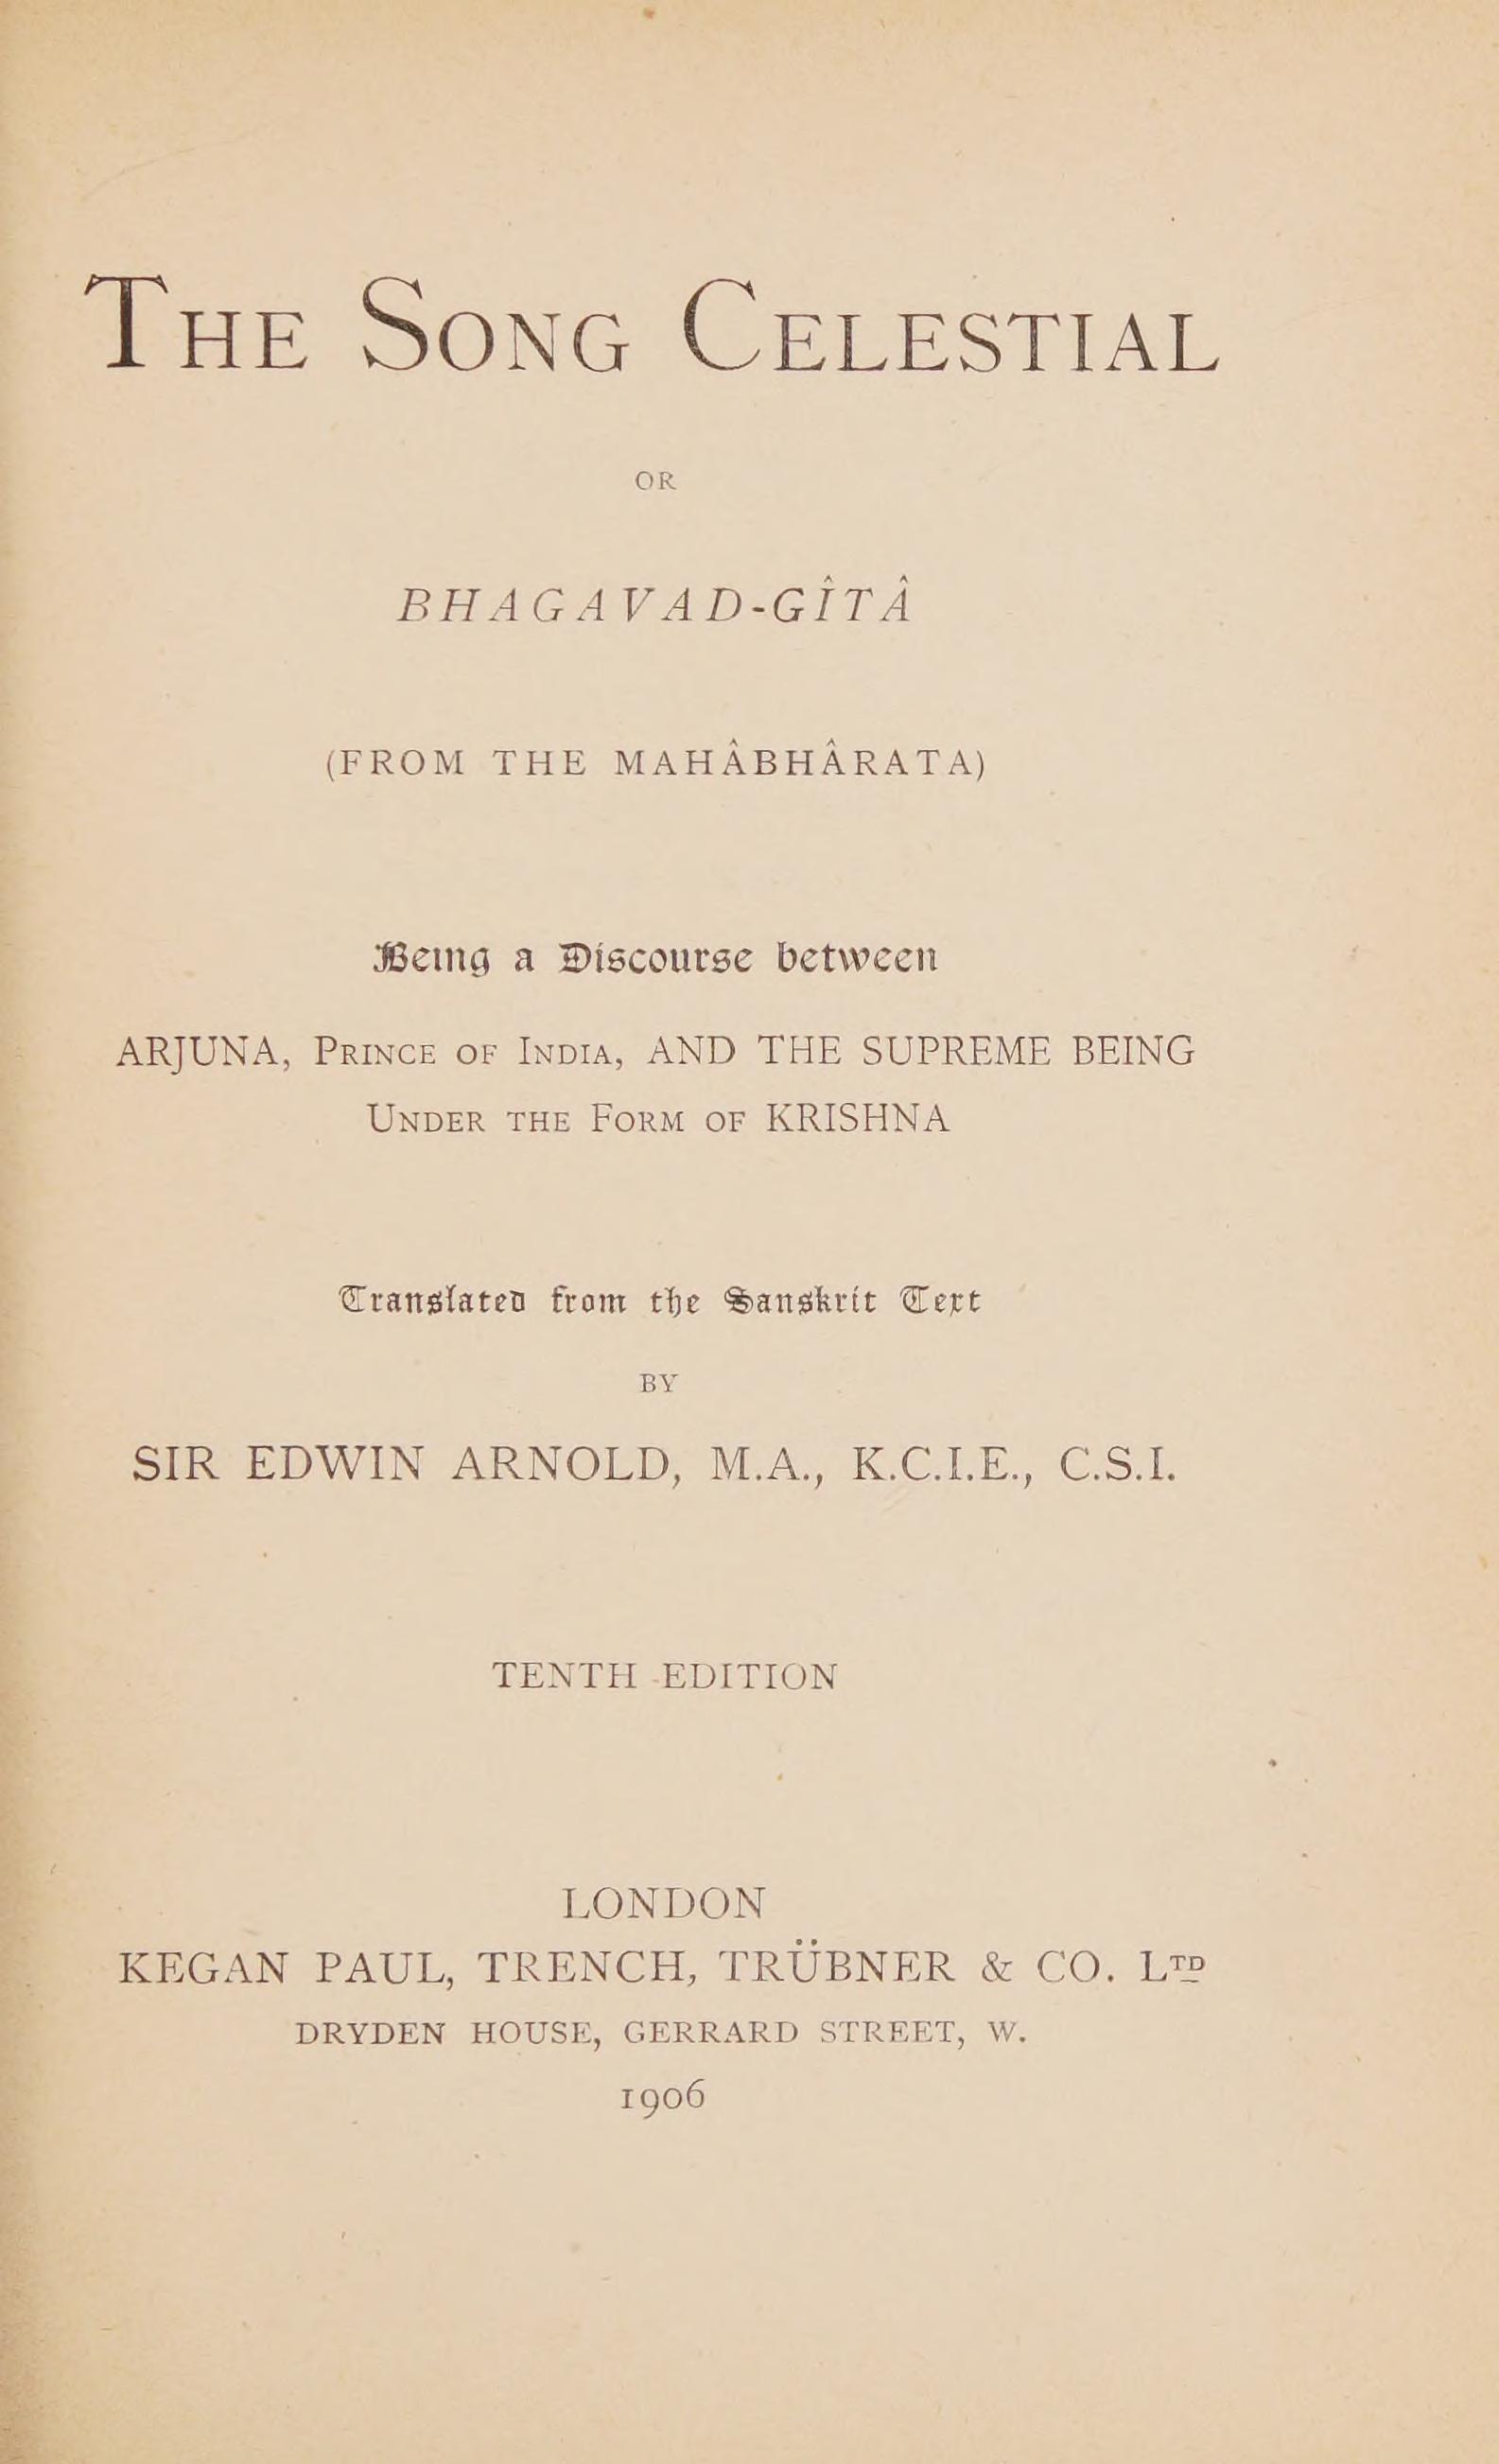 THE SONG CELESTIAL
OR
BHAGAVAD-GÎTÂ
(FROM THE MAHÂBHÂRATA)
Being a Discourse between
ARJUNA, PRINCE OF INDIA, AND THE SUPREME BEING
UNDER THE FORM OF KRISHNA
Translated from the Sanskrit Text
BY
SIR EDWIN ARNOLD, M.A., K.C.I.E., C.S.I.
TENTH EDITION
LONDON
KEGAN PAUL, TRENCH, TRÜBNER & CO. LTD
DRYDEN HOUSE, GERRARD STREET, W.
1906